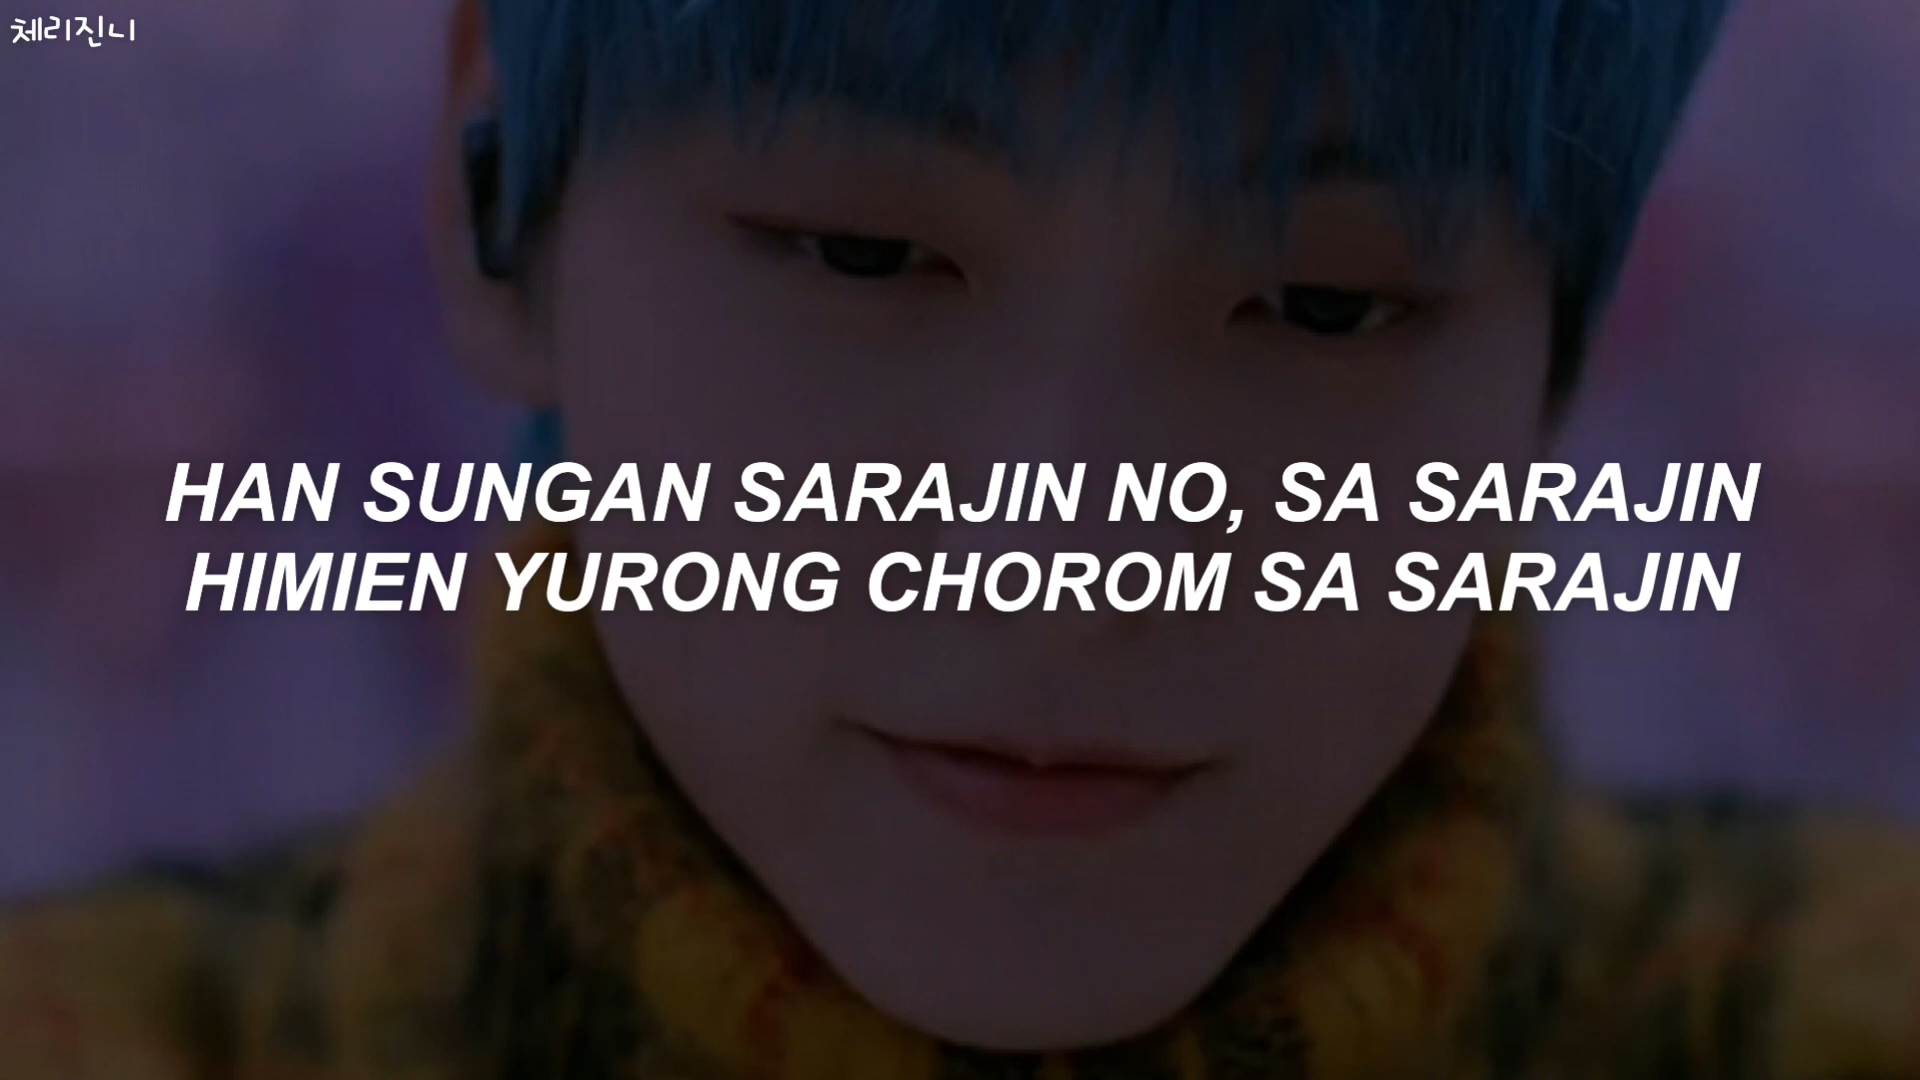 체리진니
HAN SUNGAN SARAJIN NO, SA SARAJIN
HIMIEN YURONG CHOROM SA SARAJIN